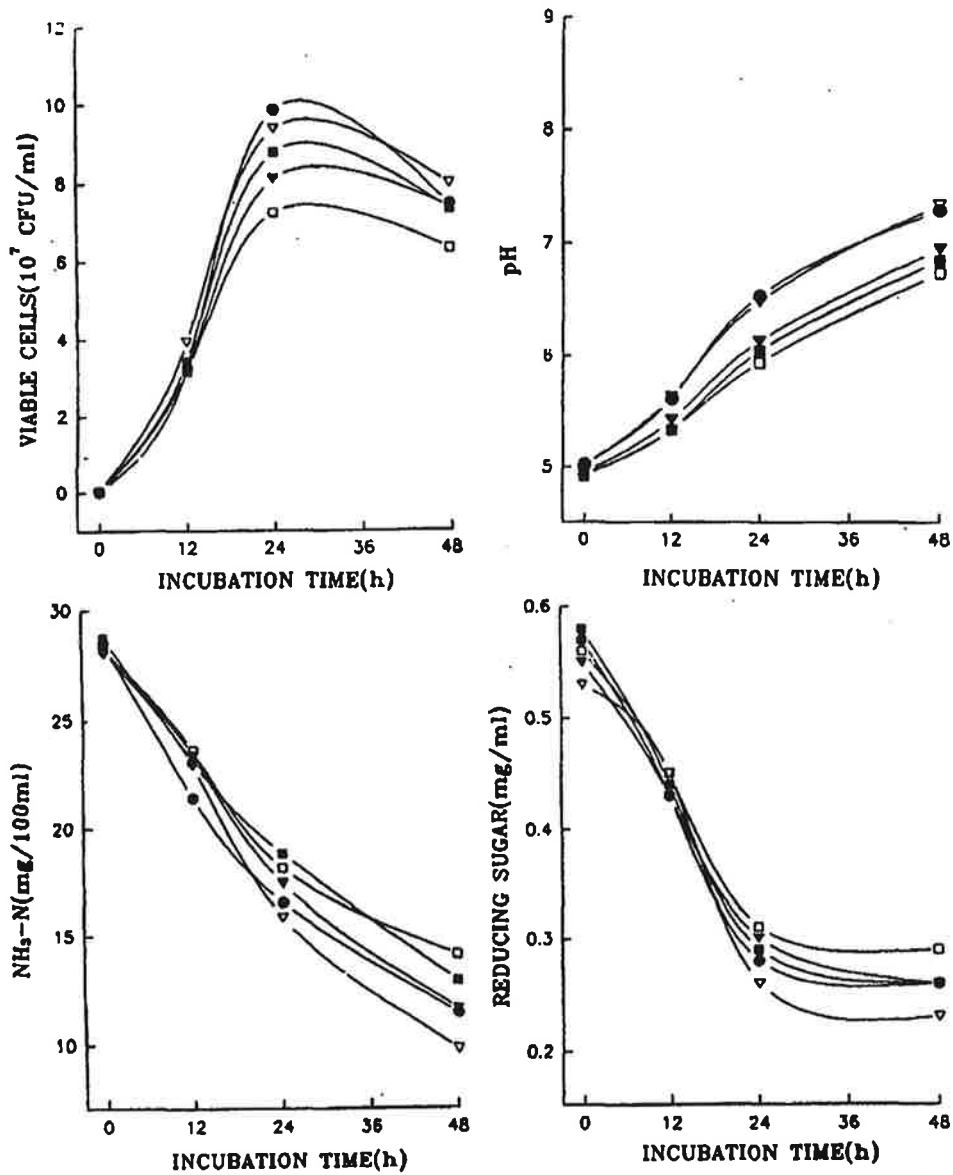 12
10
8
6
4
2
0
VIABLE CELLS(10⁷ CFU/ml)
0 12 24 36 48
INCUBATION TIME(h)
9
8
7
6
5
pH
0 12 24 36 48
INCUBATION TIME(h)
30
25
20
15
10
NH₃-N(mg/100ml)
0 12 24 36 48
INCUBATION TIME(h)
0.6
0.5
0.4
0.3
0.2
REDUCING SUGAR(mg/ml)
0 12 24 36 48
INCUBATION TIME(h)